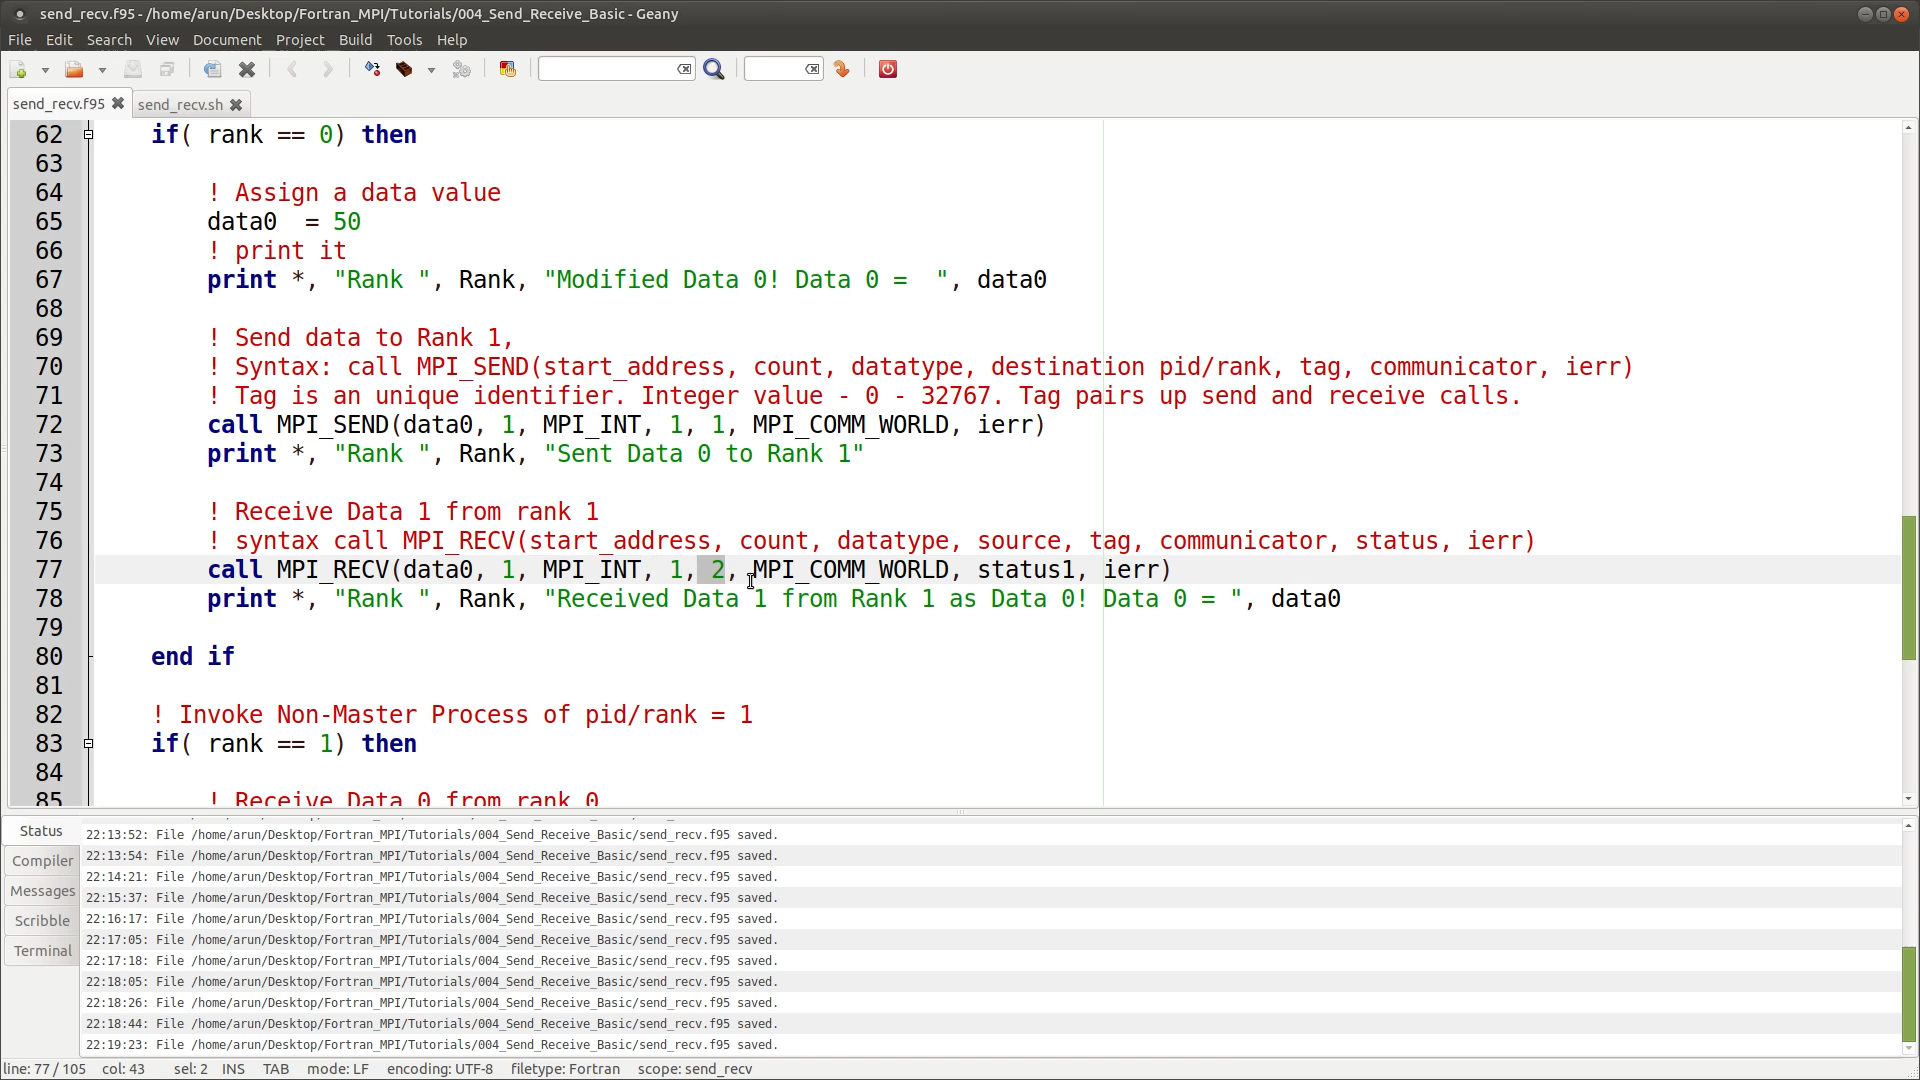 send_recv.f95 - /home/arun/Desktop/Fortran_MPI/Tutorials/004_Send_Receive_Basic - Geany
File Edit Search View Document Project Build Tools Help
send_recv.f95 send_recv.sh
62 if( rank == 0) then
63
64 ! Assign a data value
65 data0  = 50
66 ! print it
67 print *, "Rank ", Rank, "Modified Data 0! Data 0 =  ", data0
68
69 ! Send data to Rank 1,
70 ! Syntax: call MPI_SEND(start_address, count, datatype, destination pid/rank, tag, communicator, ierr)
71 ! Tag is an unique identifier. Integer value - 0 - 32767. Tag pairs up send and receive calls.
72 call MPI_SEND(data0, 1, MPI_INT, 1, 1, MPI_COMM_WORLD, ierr)
73 print *, "Rank ", Rank, "Sent Data 0 to Rank 1"
74
75 ! Receive Data 1 from rank 1
76 ! syntax call MPI_RECV(start_address, count, datatype, source, tag, communicator, status, ierr)
77 call MPI_RECV(data0, 1, MPI_INT, 1, 2, MPI_COMM_WORLD, status1, ierr)
78 print *, "Rank ", Rank, "Received Data 1 from Rank 1 as Data 0! Data 0 = ", data0
79
80 end if
81
82 ! Invoke Non-Master Process of pid/rank = 1
83 if( rank == 1) then
84
85 ! Receive Data 0 from rank 0
Status
Compiler
Messages
Scribble
Terminal
22:13:52: File /home/arun/Desktop/Fortran_MPI/Tutorials/004_Send_Receive_Basic/send_recv.f95 saved.
22:13:54: File /home/arun/Desktop/Fortran_MPI/Tutorials/004_Send_Receive_Basic/send_recv.f95 saved.
22:14:21: File /home/arun/Desktop/Fortran_MPI/Tutorials/004_Send_Receive_Basic/send_recv.f95 saved.
22:15:37: File /home/arun/Desktop/Fortran_MPI/Tutorials/004_Send_Receive_Basic/send_recv.f95 saved.
22:16:17: File /home/arun/Desktop/Fortran_MPI/Tutorials/004_Send_Receive_Basic/send_recv.f95 saved.
22:17:05: File /home/arun/Desktop/Fortran_MPI/Tutorials/004_Send_Receive_Basic/send_recv.f95 saved.
22:17:18: File /home/arun/Desktop/Fortran_MPI/Tutorials/004_Send_Receive_Basic/send_recv.f95 saved.
22:18:05: File /home/arun/Desktop/Fortran_MPI/Tutorials/004_Send_Receive_Basic/send_recv.f95 saved.
22:18:26: File /home/arun/Desktop/Fortran_MPI/Tutorials/004_Send_Receive_Basic/send_recv.f95 saved.
22:18:44: File /home/arun/Desktop/Fortran_MPI/Tutorials/004_Send_Receive_Basic/send_recv.f95 saved.
22:19:23: File /home/arun/Desktop/Fortran_MPI/Tutorials/004_Send_Receive_Basic/send_recv.f95 saved.
line: 77 / 105 col: 43 sel: 2 INS TAB mode: LF encoding: UTF-8 filetype: Fortran scope: send_recv